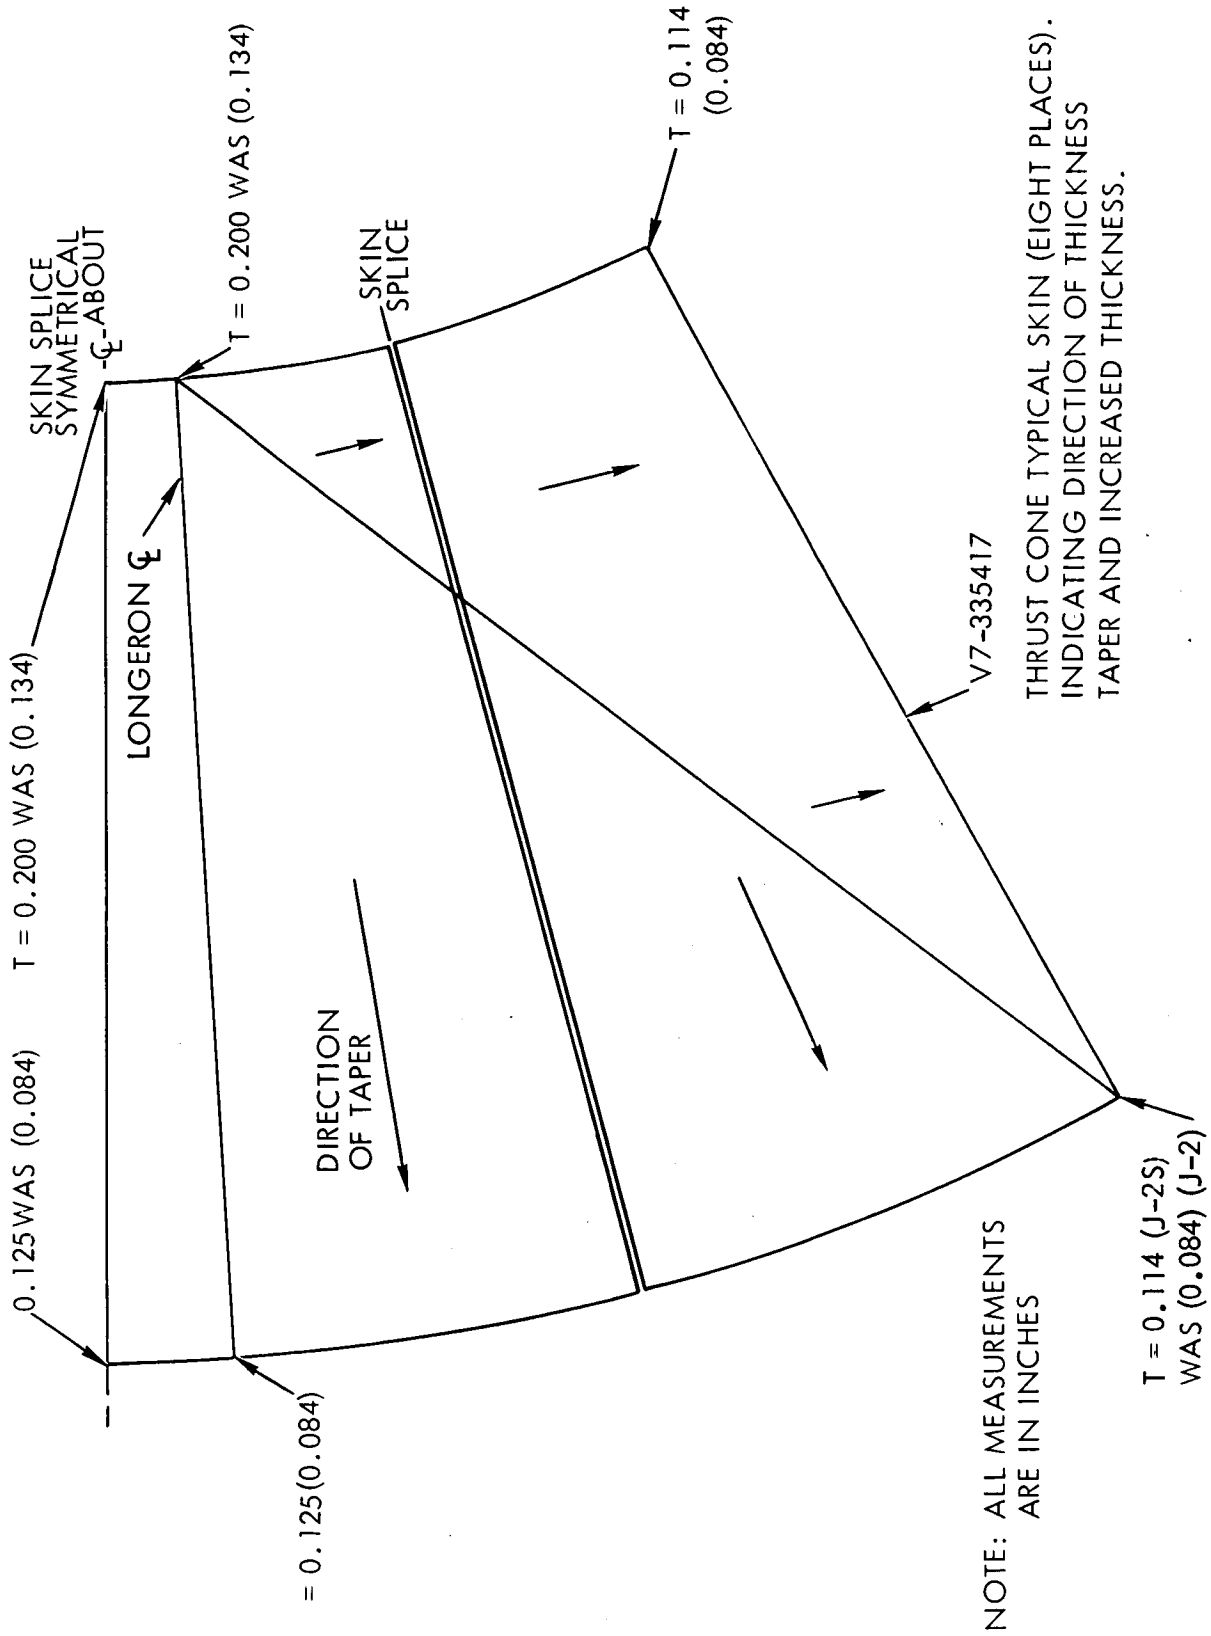 0.125 WAS (0.084)
T = 0.200 WAS (0.134)
SKIN SPLICE
SYMMETRICAL
℄ ABOUT
LONGERON ℄
T = 0.200 WAS (0.134)
SKIN
SPLICE
= 0.125 (0.084)
DIRECTION
OF TAPER
T = 0.114
(0.084)
V7-335417
NOTE: ALL MEASUREMENTS
ARE IN INCHES
THRUST CONE TYPICAL SKIN (EIGHT PLACES).
INDICATING DIRECTION OF THICKNESS
TAPER AND INCREASED THICKNESS.
T = 0.114 (J-2S)
WAS (0.084) (J-2)